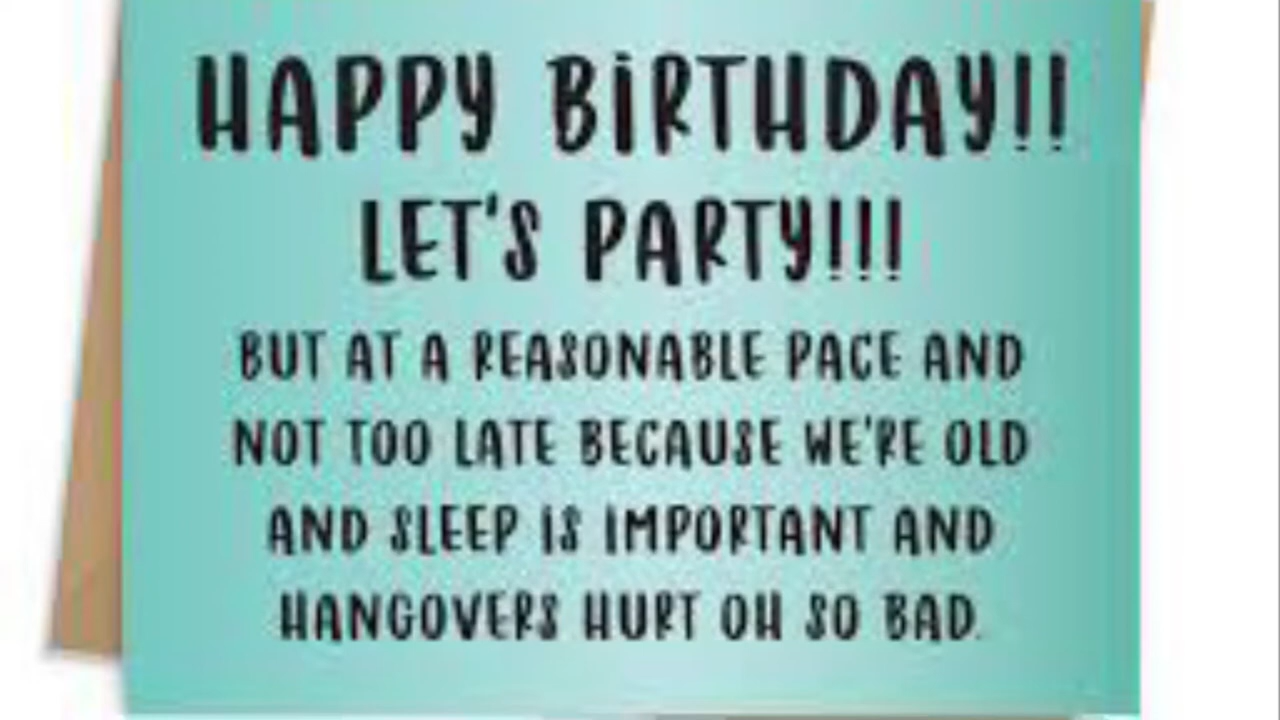 HAPPY BiRTHDAY!!
LET'S PARTY!!!
BUT AT A REASONABLE PACE AND
NOT TOO LATE BECAUSE WE'RE OLD
AND SLEEP iS IMPORTANT AND
HANGOVERS HURT OH SO BAD.